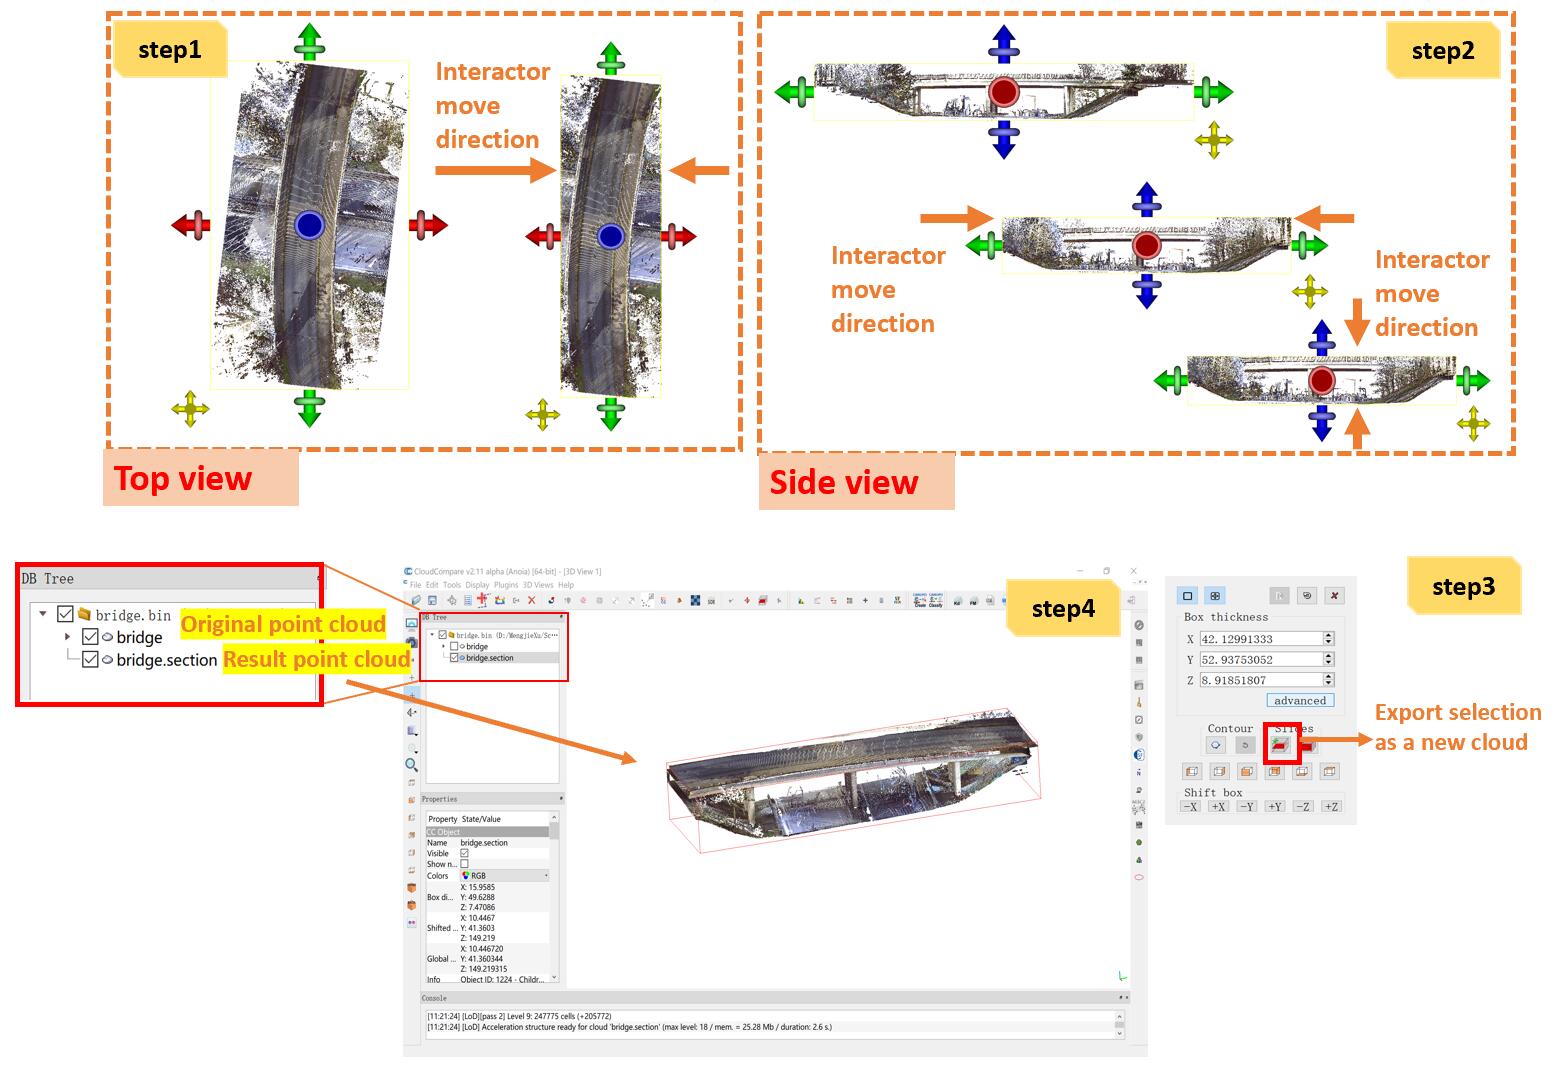 step1
Interactor
move
direction
Top view
step2
Interactor
move
direction
Interactor
move
direction
Side view
DB Tree
bridge.bin
bridge
Original point cloud
bridge.section
Result point cloud
CloudCompare v2.11 alpha (Anoia) [64-bit] - [3D View 1]
File Edit Tools Display Plugins 3D Views Help
step4
DB Tree
bridge.bin (D:/MengjieXu/Sc...
bridge
bridge.section
Properties
Property State/Value
CC Object
Name bridge.section
Visible
Show n...
Colors RGB
X: 15.9585
Box di... Y: 49.6288
Z: 7.47086
X: 10.4467
Shifted ... Y: 41.3603
Z: 149.219
X: 10.446720
Global ... Y: 41.360344
Z: 149.219315
Info Object ID: 1224 - Childr...
Console
[11:21:24] [LoD][pass 2] Level 9: 247775 cells (+205772)
[11:21:24] [LoD] Acceleration structure ready for cloud 'bridge.section' (max level: 18 / mem. = 25.28 Mb / duration: 2.6 s.)
step3
Box thickness
X 42.12991333
Y 52.93753052
Z 8.91851807
advanced
Contour Slices
Export selection
as a new cloud
Shift box
-X +X -Y +Y -Z +Z